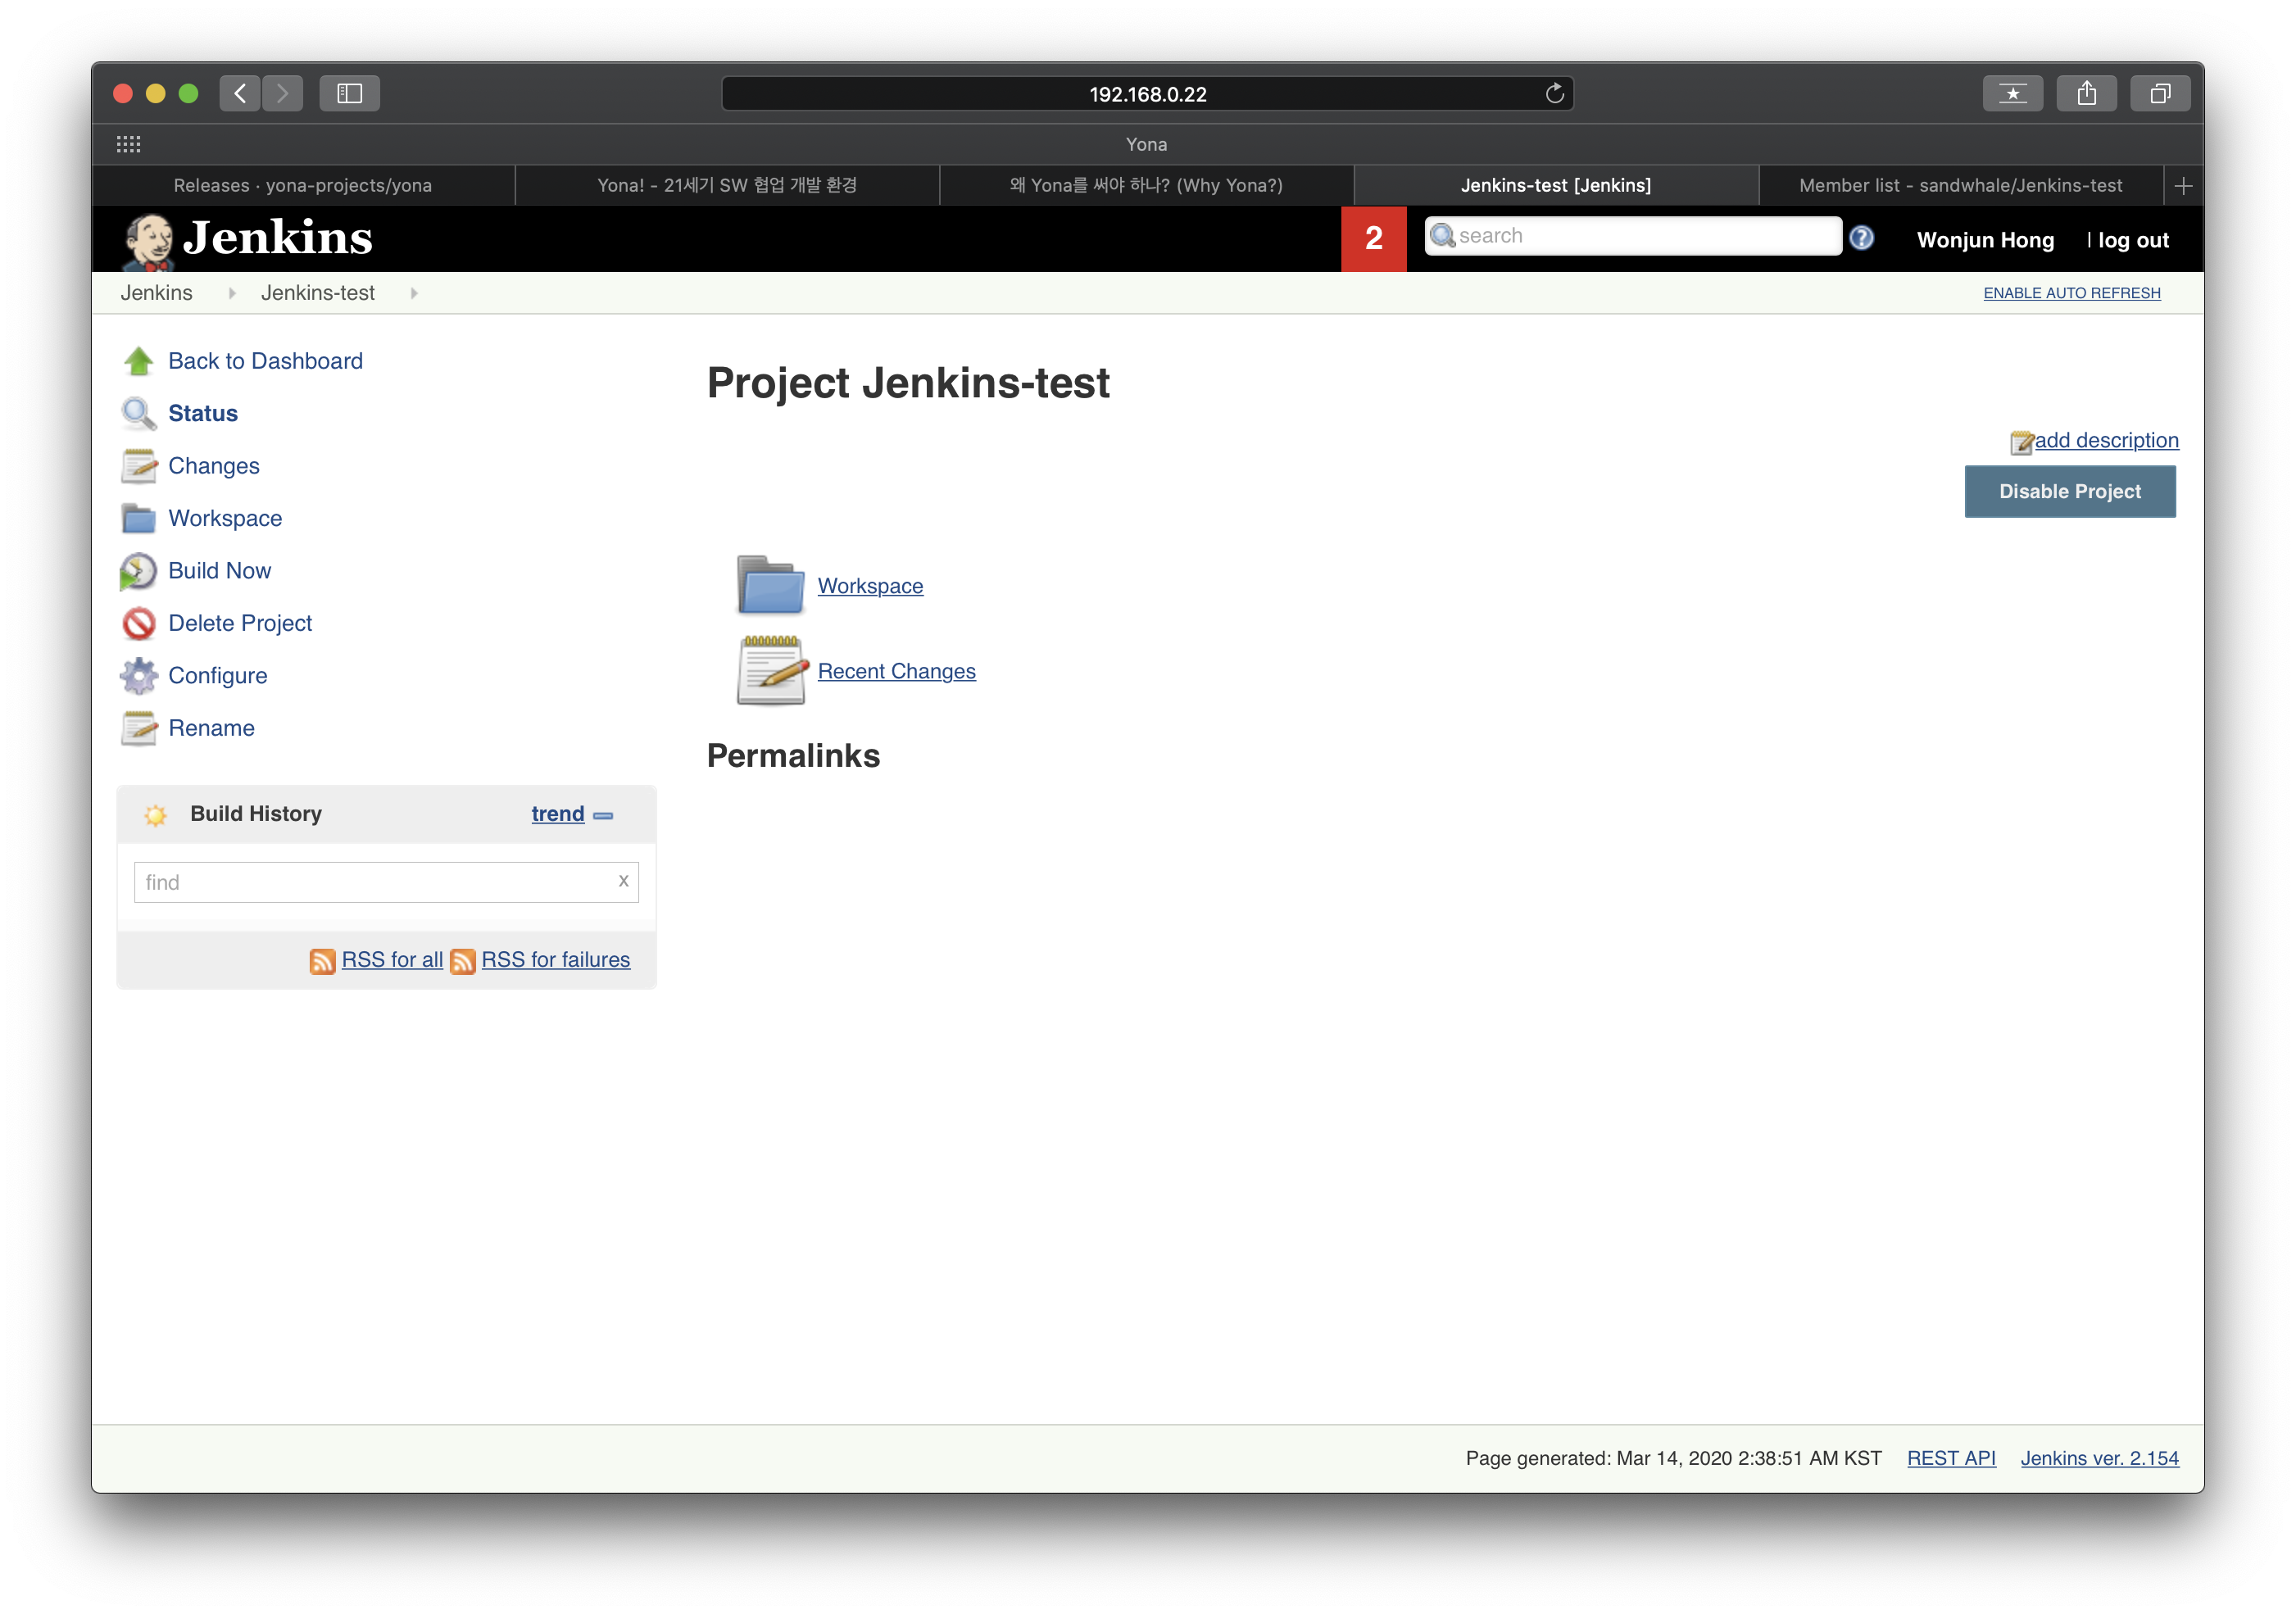 192.168.0.22
Yona
Releases · yona-projects/yona
Yona! - 21세기 SW 협업 개발 환경
왜 Yona를 써야 하나? (Why Yona?)
Jenkins-test [Jenkins]
Member list - sandwhale/Jenkins-test
Jenkins
2
search
Wonjun Hong
| log out
Jenkins
Jenkins-test
ENABLE AUTO REFRESH
Back to Dashboard
Status
Changes
Workspace
Build Now
Delete Project
Configure
Rename
Build History
trend
find
x
RSS for all
RSS for failures
Project Jenkins-test
add description
Disable Project
Workspace
Recent Changes
Permalinks
Page generated: Mar 14, 2020 2:38:51 AM KST
REST API
Jenkins ver. 2.154